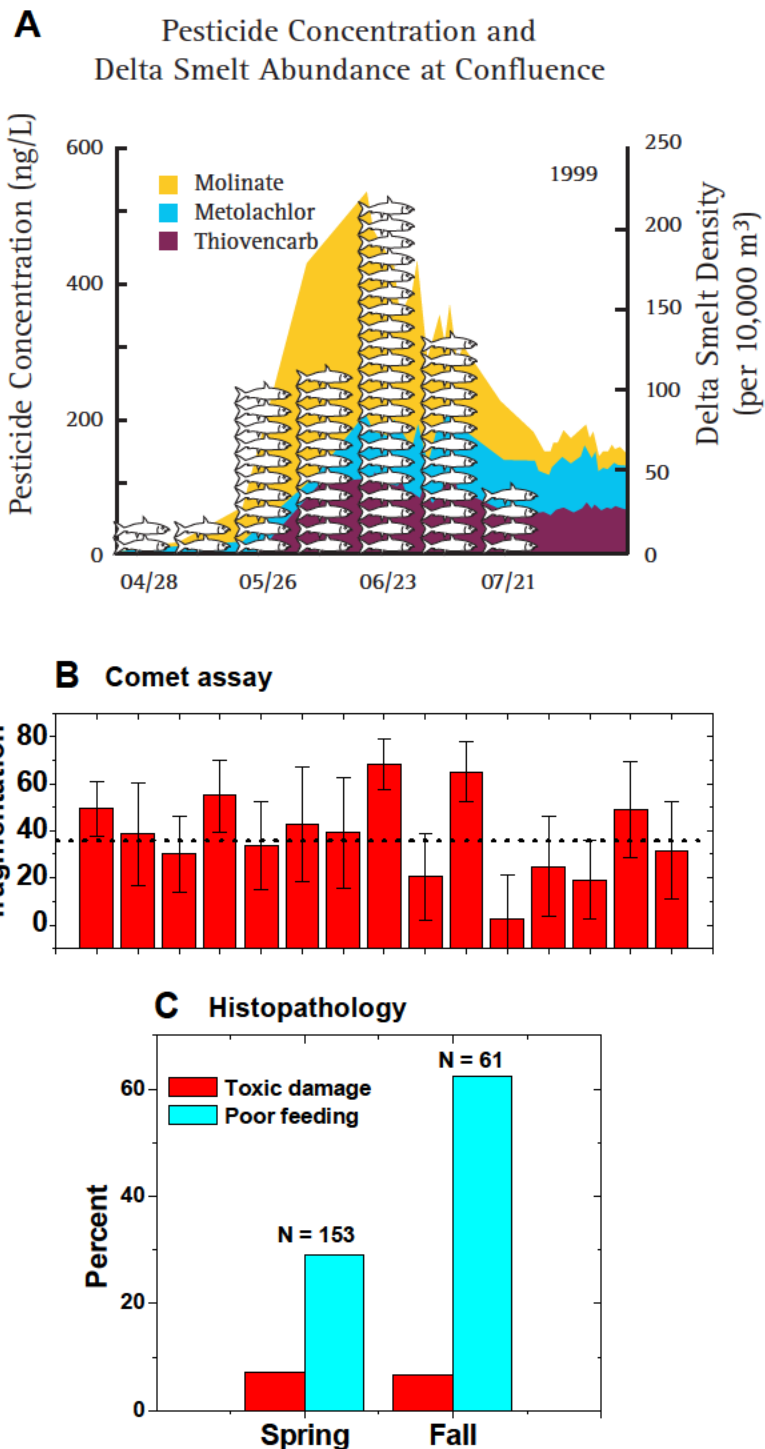 A
Pesticide Concentration and
Delta Smelt Abundance at Confluence
Pesticide Concentration (ng/L)
600
400
200
0
Molinate
Metolachlor
Thiovencarb
1999
250
200
150
100
50
0
Delta Smelt Density
(per 10,000 m³)
04/28 05/26 06/23 07/21
B Comet assay
80
60
40
20
0
C Histopathology
Toxic damage
Poor feeding
N = 61
N = 153
Percent
60
40
20
0
Spring Fall